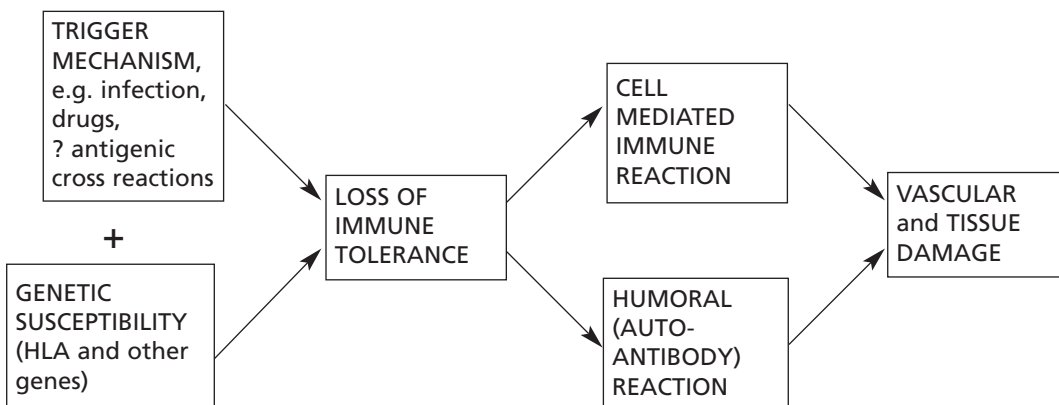 TRIGGER
MECHANISM,
e.g. infection,
drugs,
? antigenic
cross reactions
+
GENETIC
SUSCEPTIBILITY
(HLA and other
genes)
LOSS OF
IMMUNE
TOLERANCE
CELL
MEDIATED
IMMUNE
REACTION
HUMORAL
(AUTO-
ANTIBODY)
REACTION
VASCULAR
and TISSUE
DAMAGE